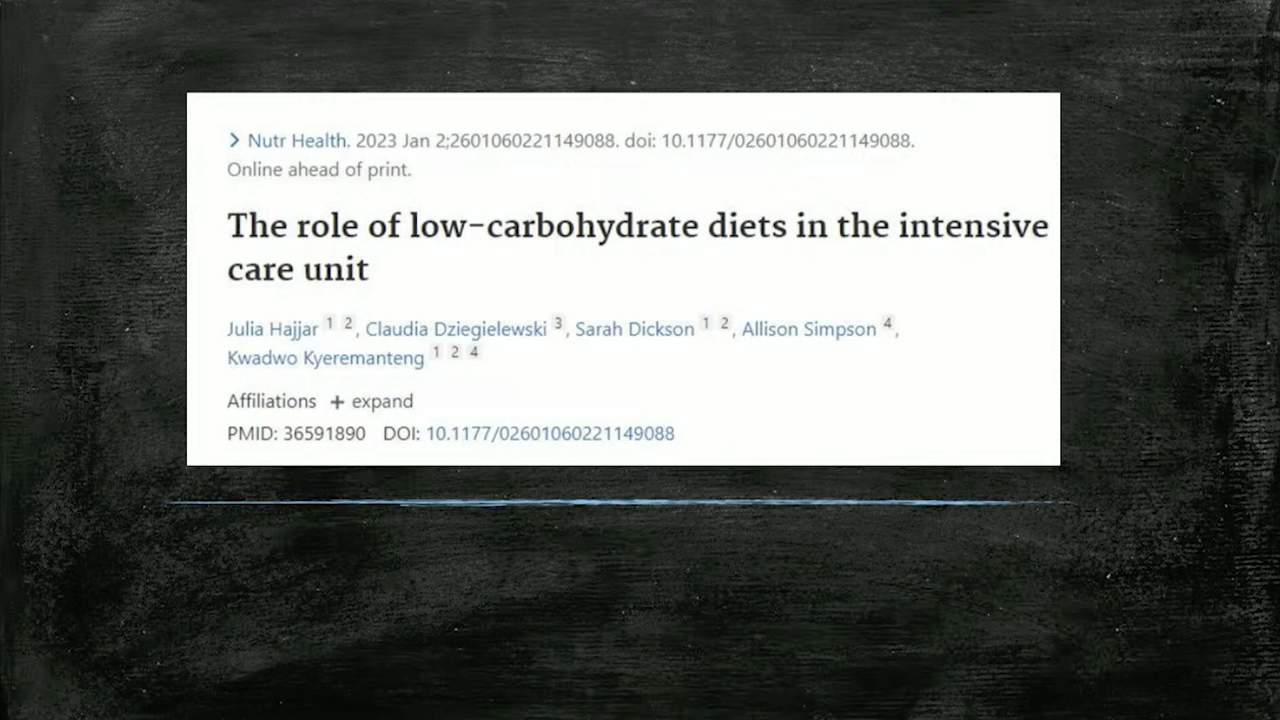 > Nutr Health. 2023 Jan 2;2601060221149088. doi: 10.1177/02601060221149088.
Online ahead of print.
The role of low-carbohydrate diets in the intensive
care unit
Julia Hajjar 1 2, Claudia Dziegielewski 3, Sarah Dickson 1 2, Allison Simpson 4,
Kwadwo Kyeremanteng 1 2 4
Affiliations + expand
PMID: 36591890 DOI: 10.1177/02601060221149088